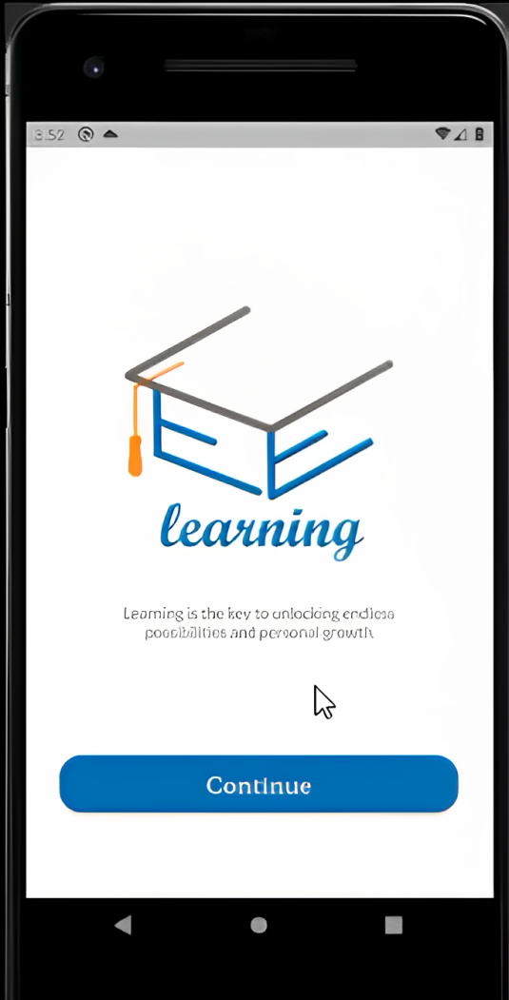 3:52
learning
Learning is the key to unlocking endless
possibilities and personal growth
Continue